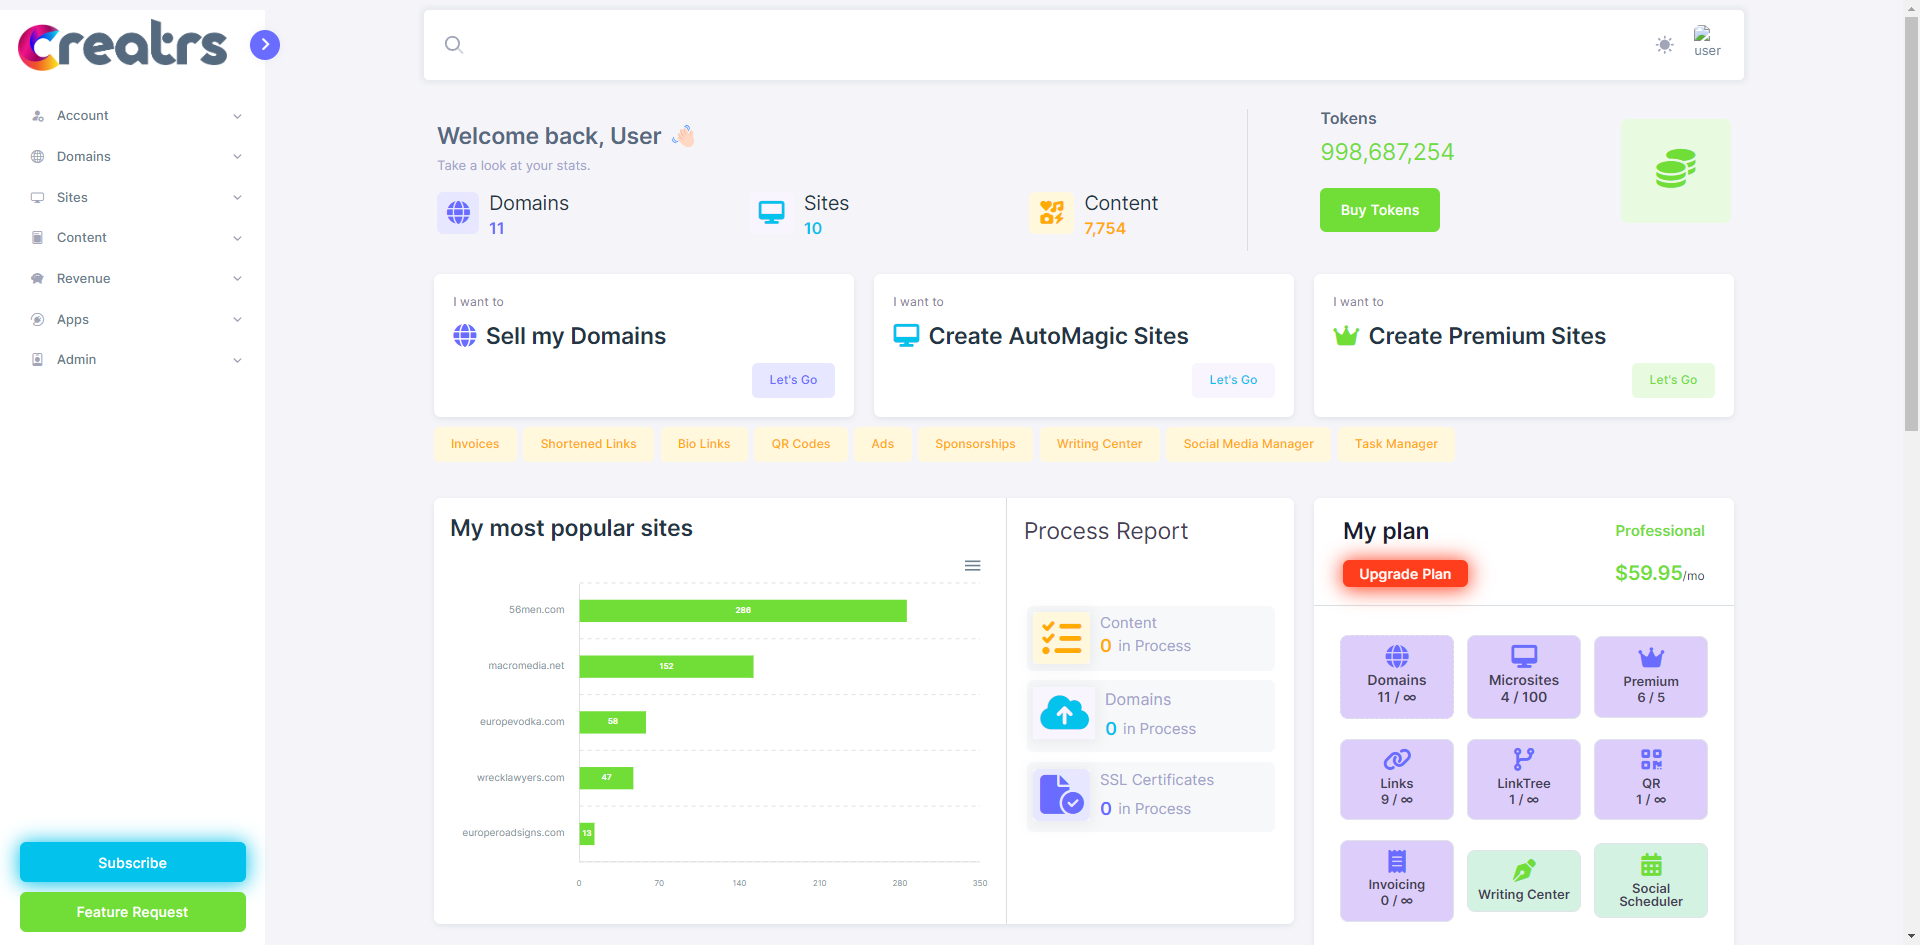 Creatrs
Account
Domains
Sites
Content
Revenue
Apps
Admin
Subscribe
Feature Request
user
Welcome back, User
Take a look at your stats.
Domains
11
Sites
10
Content
7,754
Tokens
998,687,254
Buy Tokens
I want to
Sell my Domains
Let's Go
I want to
Create AutoMagic Sites
Let's Go
I want to
Create Premium Sites
Let's Go
Invoices
Shortened Links
Bio Links
QR Codes
Ads
Sponsorships
Writing Center
Social Media Manager
Task Manager
My most popular sites
56men.com
286
macromedia.net
152
europevodka.com
58
wrecklawyers.com
47
europeroadsigns.com
13
0 70 140 210 280 350
Process Report
Content
0 in Process
Domains
0 in Process
SSL Certificates
0 in Process
My plan
Professional
Upgrade Plan
$59.95/mo
Domains
11 / ∞
Microsites
4 / 100
Premium
6 / 5
Links
9 / ∞
LinkTree
1 / ∞
QR
1 / ∞
Invoicing
0 / ∞
Writing Center
Social
Scheduler